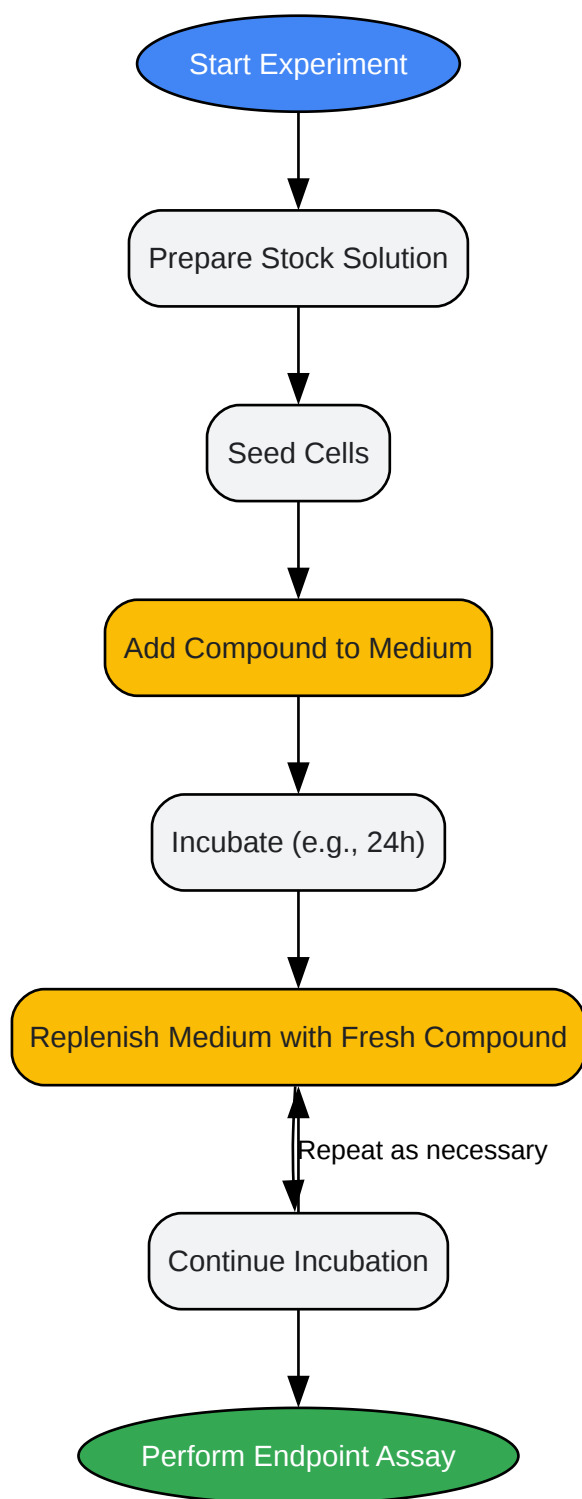 Start Experiment
Prepare Stock Solution
Seed Cells
Add Compound to Medium
Incubate (e.g., 24h)
Replenish Medium with Fresh Compound
Repeat as necessary
Continue Incubation
Perform Endpoint Assay